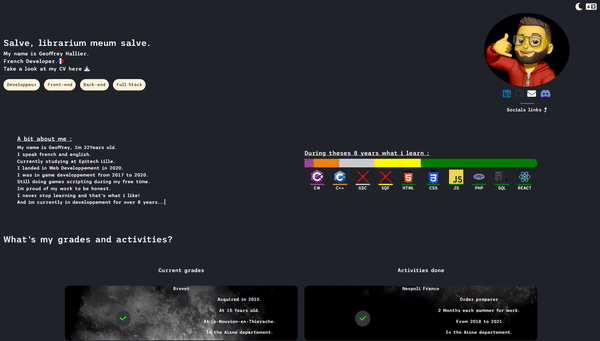 Salve, librarium meum salve.
My name is Geoffrey Hallier.
French Developer.
Take a look at my CV here
Développeur Front-end Back-end Full Stack
Socials links
A bit about me :
My name is Geoffrey, Im 22Years old.
I speak french and english.
Currently studying at Epitech Lille.
I landed in Web Developpement in 2020.
I was in game developpement from 2017 to 2020.
Still doing games scripting during my free time.
Im proud of my work to be honest.
I never stop learning and that's what i like!
And im currently in developpement for over 8 years...
During theses 8 years what i learn :
C# C++ GSC SQF HTML CSS JS PHP SQL REACT
What's my grades and activities?
Current grades
Brevet
Acquired in 2015.
At 15 Years old.
At le-Nouvion-en-Thierache.
In the Aisne departement.
Activities done
Nespoli France
Order preparer
2 Months each summer for work.
From 2018 to 2021
In the Aisne departement.